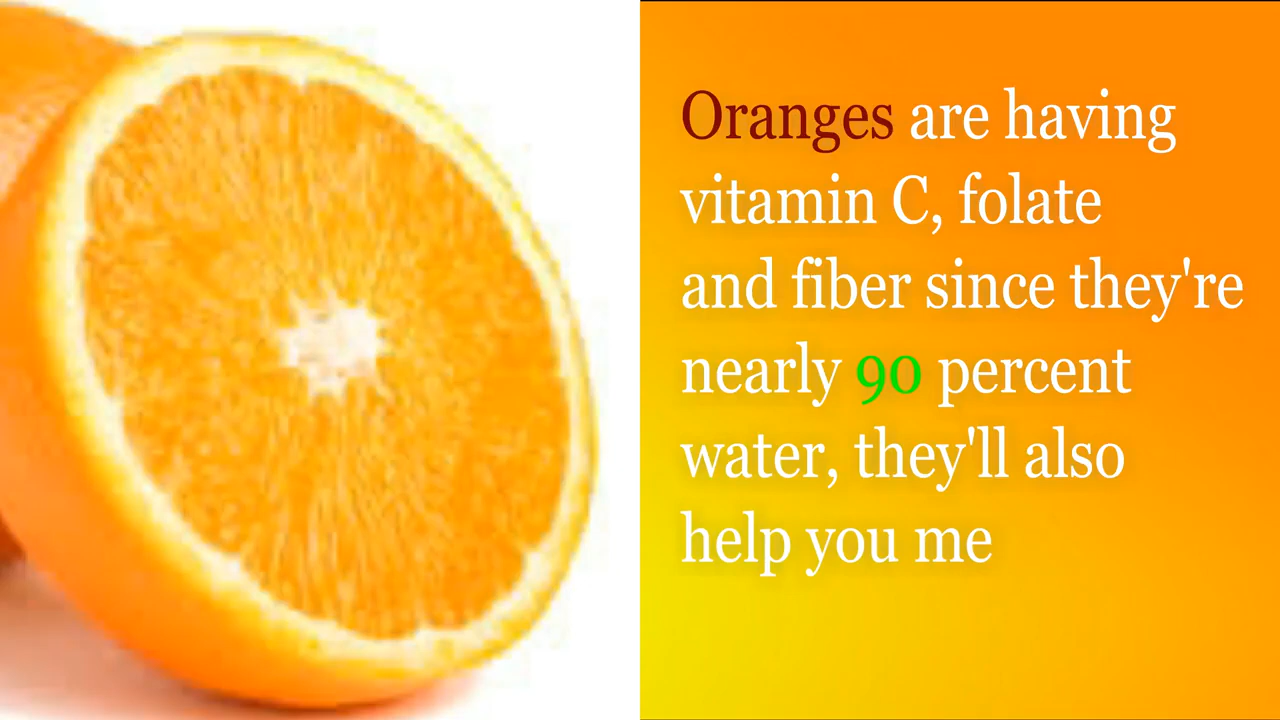 Oranges are having
vitamin C, folate
and fiber since they're
nearly 90 percent
water, they'll also
help you me